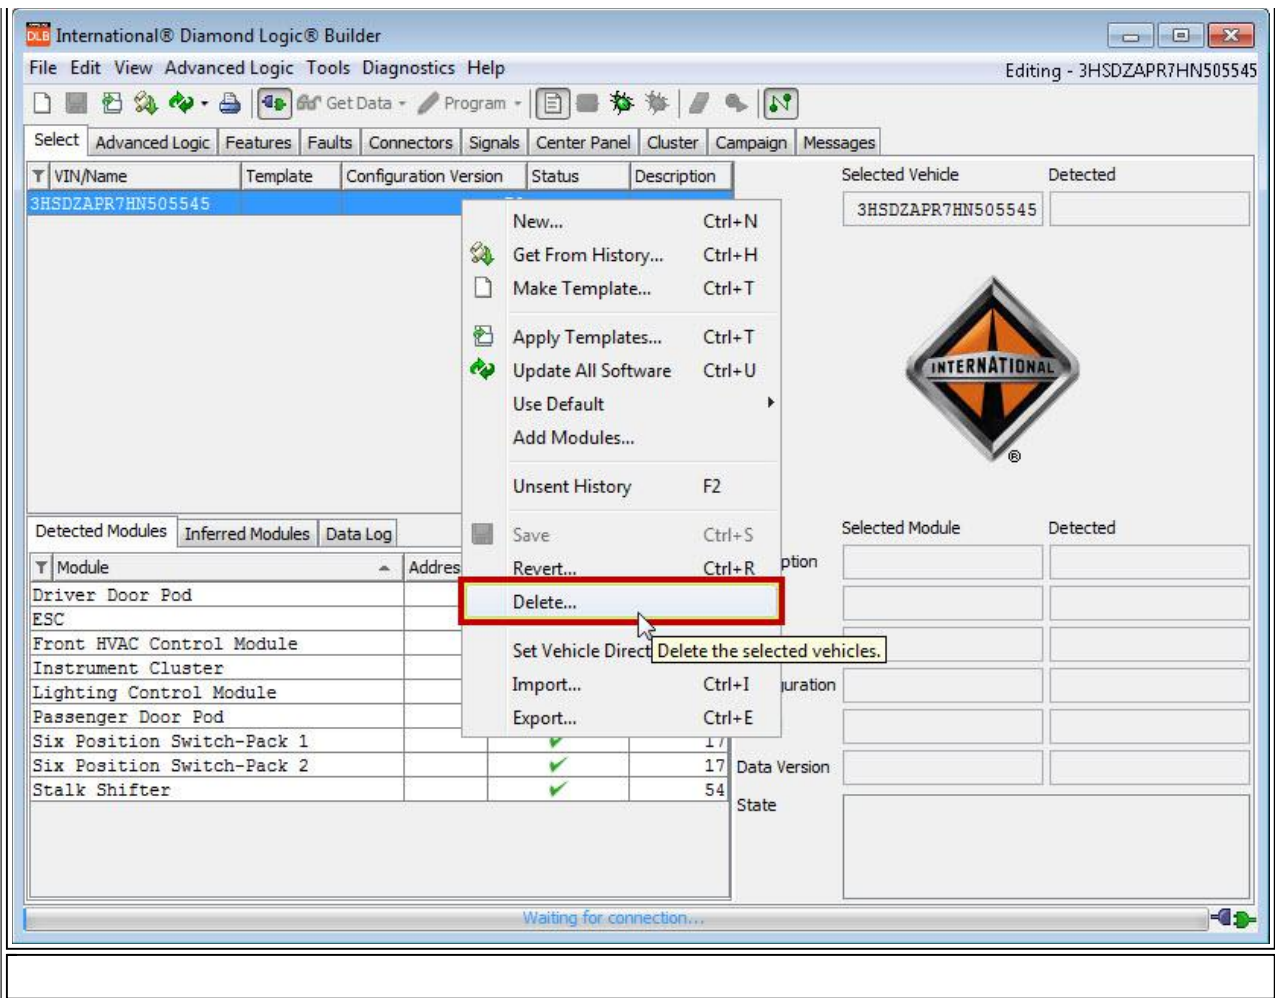 DLB International® Diamond Logic® Builder
File Edit View Advanced Logic Tools Diagnostics Help
Editing - 3HSDZAPR7HN505545
Get Data Program
Select Advanced Logic Features Faults Connectors Signals Center Panel Cluster Campaign Messages
VIN/Name Template Configuration Version Status Description
Selected Vehicle Detected
3HSDZAPR7HN505545
3HSDZAPR7HN505545
New... Ctrl+N
Get From History... Ctrl+H
Make Template... Ctrl+T
Apply Templates... Ctrl+T
Update All Software Ctrl+U
Use Default
Add Modules...
Unsent History F2
Save Ctrl+S
Revert... Ctrl+R
Delete...
Set Vehicle Direct
Delete the selected vehicles.
Import... Ctrl+I
Export... Ctrl+E
INTERNATIONAL
®
Detected Modules Inferred Modules Data Log
Selected Module Detected
Module Addres
ption
Driver Door Pod
ESC
Front HVAC Control Module
Instrument Cluster
Lighting Control Module
uration
Passenger Door Pod
Six Position Switch-Pack 1 17
Six Position Switch-Pack 2 17
Data Version
Stalk Shifter 54
State
Waiting for connection...